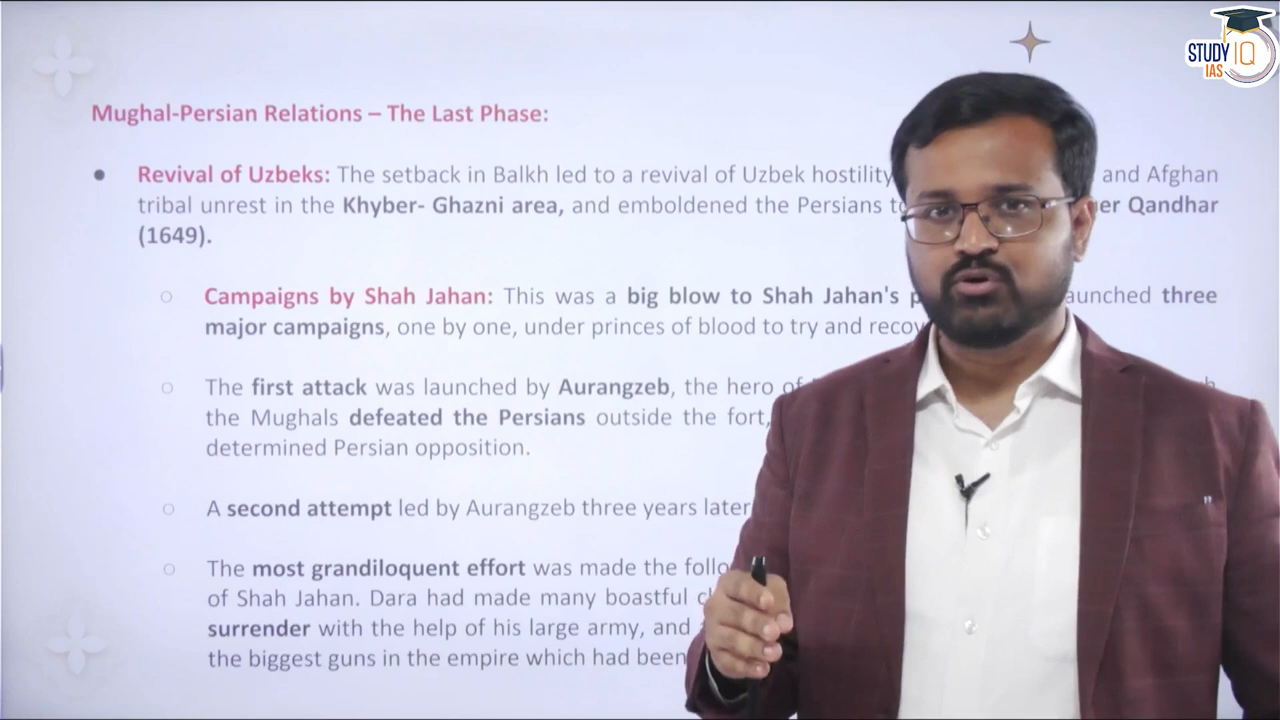 STUDY IQ
IAS
Mughal-Persian Relations – The Last Phase:
● Revival of Uzbeks: The setback in Balkh led to a revival of Uzbek hostility and Afghan
tribal unrest in the Khyber- Ghazni area, and emboldened the Persians Qandhar
(1649).
○ Campaigns by Shah Jahan: This was a big blow to Shah Jahan's three
major campaigns, one by one, under princes of blood to try and
○ The first attack was launched by Aurangzeb, the hero of
the Mughals defeated the Persians outside the fort,
determined Persian opposition.
○ A second attempt led by Aurangzeb three years later
○ The most grandiloquent effort was made the
of Shah Jahan. Dara had made many boastful
surrender with the help of his large army, and
the biggest guns in the empire which had been